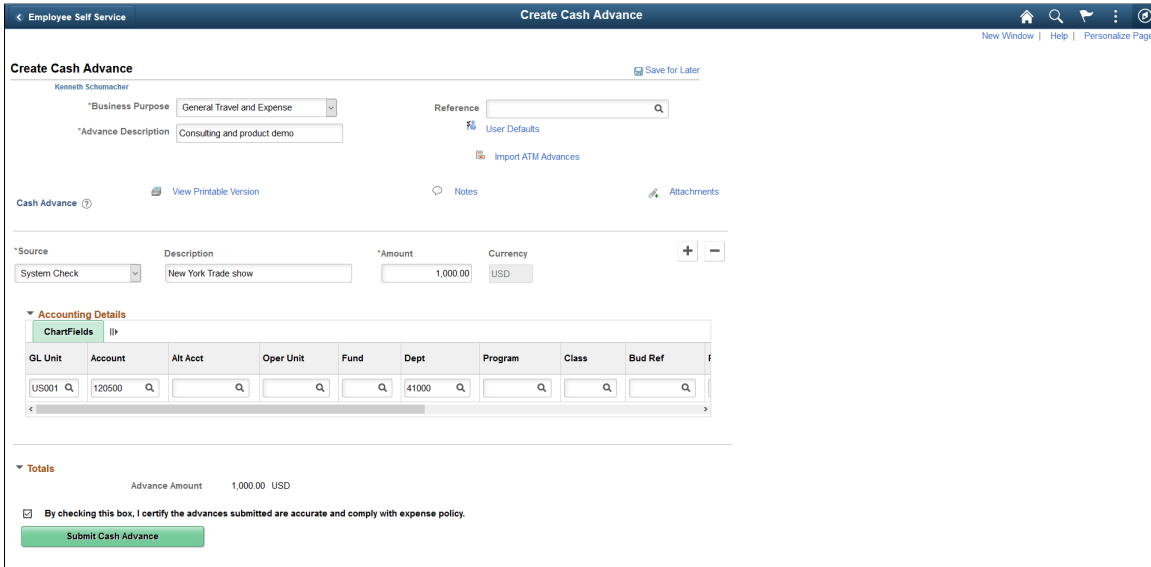 Employee Self Service Create Cash Advance
New Window | Help | Personalize Page
Create Cash Advance Save for Later
Kenneth Schumacher
*Business Purpose General Travel and Expense Reference
*Advance Description Consulting and product demo User Defaults
Import ATM Advances
View Printable Version Notes Attachments
Cash Advance ?
*Source Description *Amount Currency
System Check New York Trade show 1,000.00 USD
Accounting Details
ChartFields
GL Unit Account Alt Acct Oper Unit Fund Dept Program Class Bud Ref
US001 120500 41000
Totals
Advance Amount 1,000.00 USD
By checking this box, I certify the advances submitted are accurate and comply with expense policy.
Submit Cash Advance